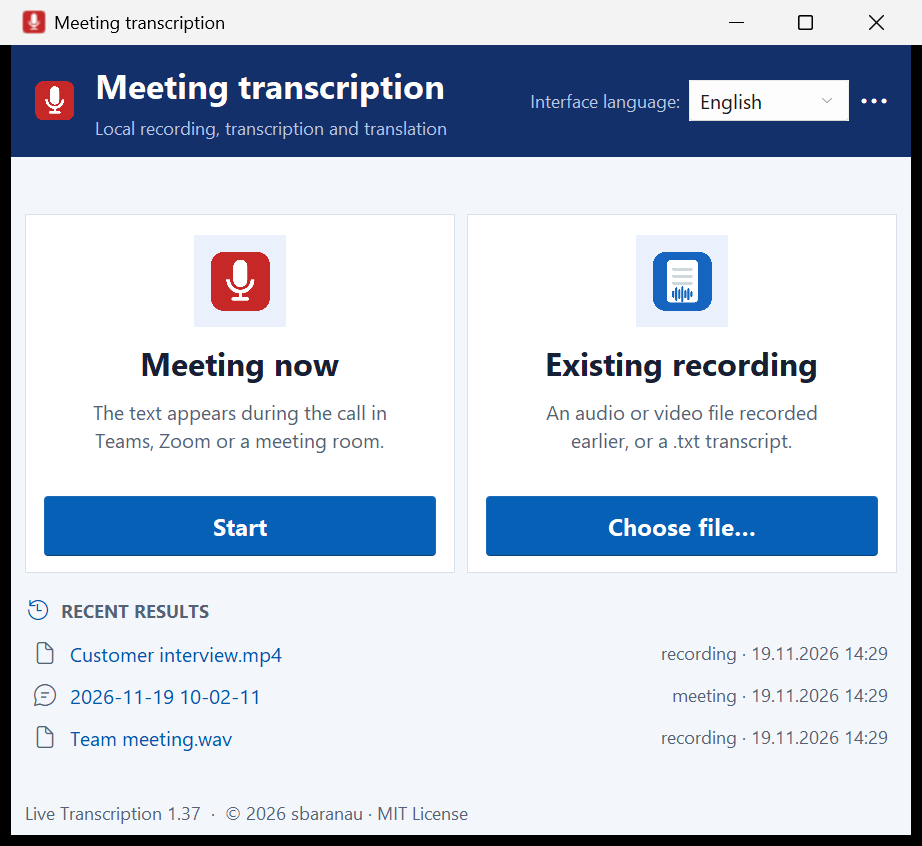 Meeting transcription
Meeting transcription
Local recording, transcription and translation
Interface language:
English
Meeting now
The text appears during the call in
Teams, Zoom or a meeting room.
Start
Existing recording
An audio or video file recorded
earlier, or a .txt transcript.
Choose file...
RECENT RESULTS
Customer interview.mp4
recording · 19.11.2026 14:29
2026-11-19 10-02-11
meeting · 19.11.2026 14:29
Team meeting.wav
recording · 19.11.2026 14:29
Live Transcription 1.37 · © 2026 sbaranau · MIT License